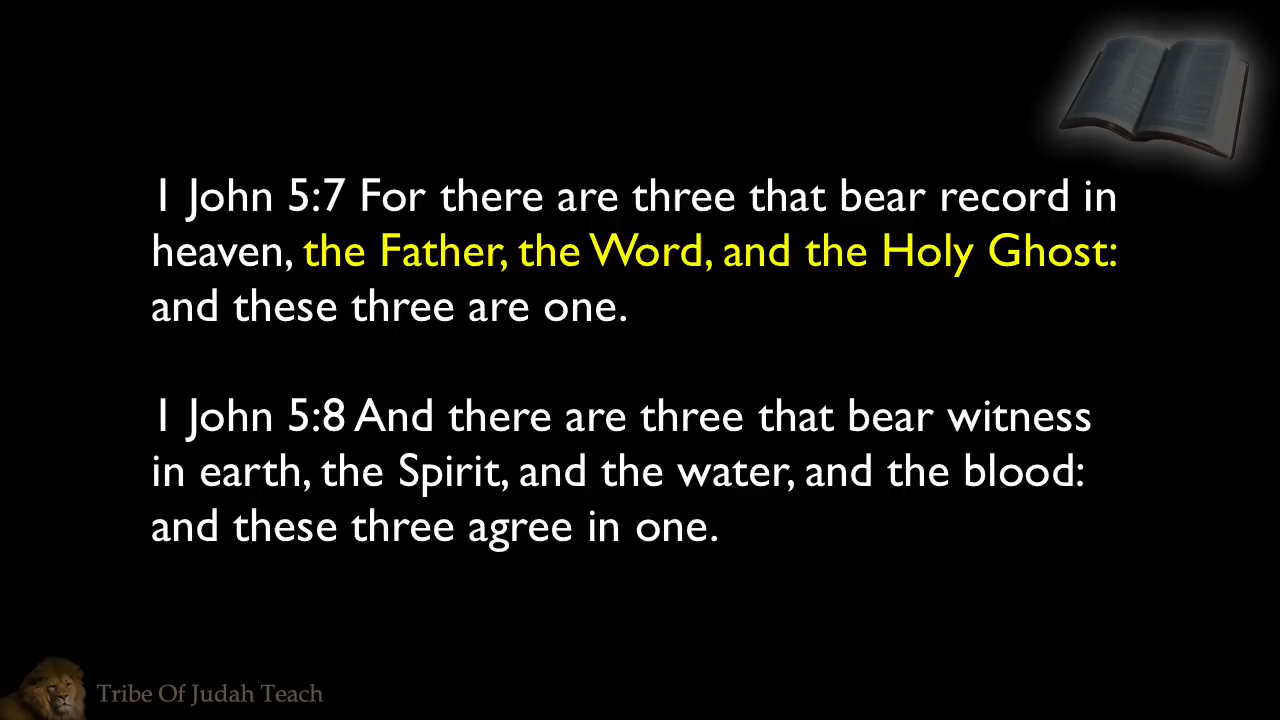 1 John 5:7 For there are three that bear record in
heaven, the Father, the Word, and the Holy Ghost:
and these three are one.
1 John 5:8 And there are three that bear witness
in earth, the Spirit, and the water, and the blood:
and these three agree in one.
Tribe Of Judah Teach